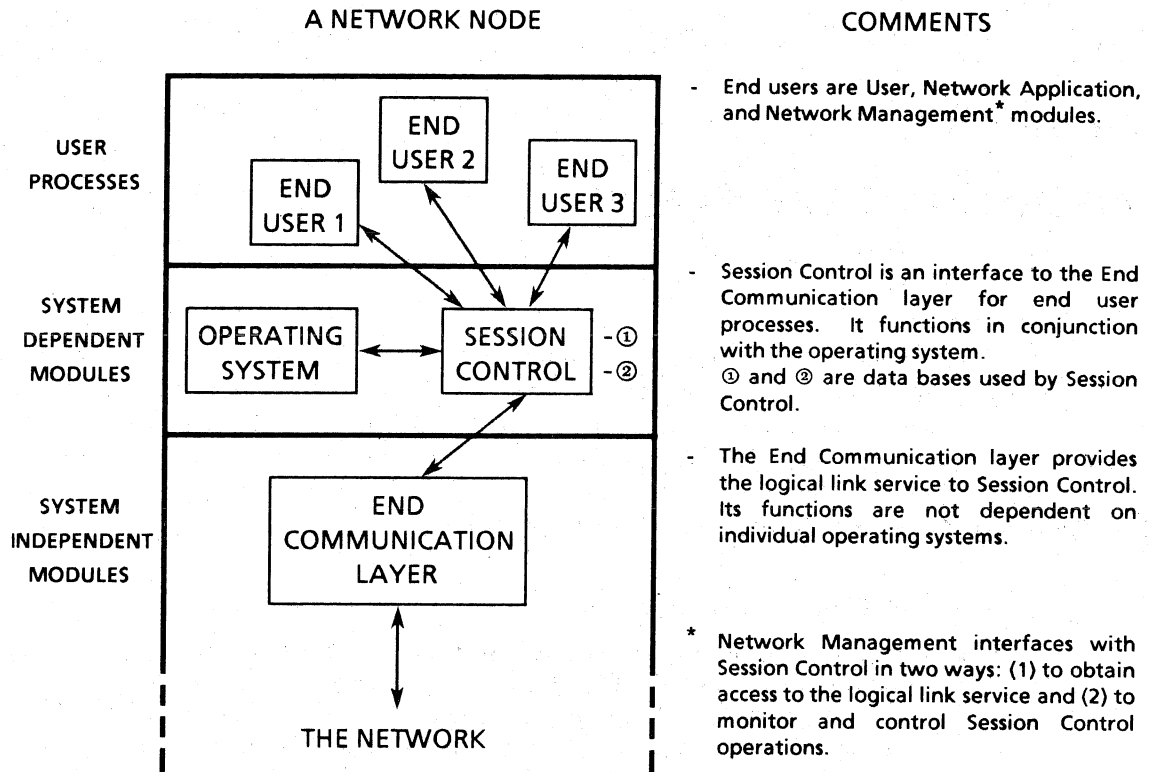 A NETWORK NODE
COMMENTS
USER
PROCESSES
END
USER 1
END
USER 2
END
USER 3
- End users are User, Network Application,
and Network Management* modules.
SYSTEM
DEPENDENT
MODULES
OPERATING
SYSTEM
SESSION
CONTROL
-①
-②
- Session Control is an interface to the End
Communication layer for end user
processes. It functions in conjunction
with the operating system.
① and ② are data bases used by Session
Control.
SYSTEM
INDEPENDENT
MODULES
END
COMMUNICATION
LAYER
- The End Communication layer provides
the logical link service to Session Control.
Its functions are not dependent on
individual operating systems.
THE NETWORK
* Network Management interfaces with
Session Control in two ways: (1) to obtain
access to the logical link service and (2) to
monitor and control Session Control
operations.